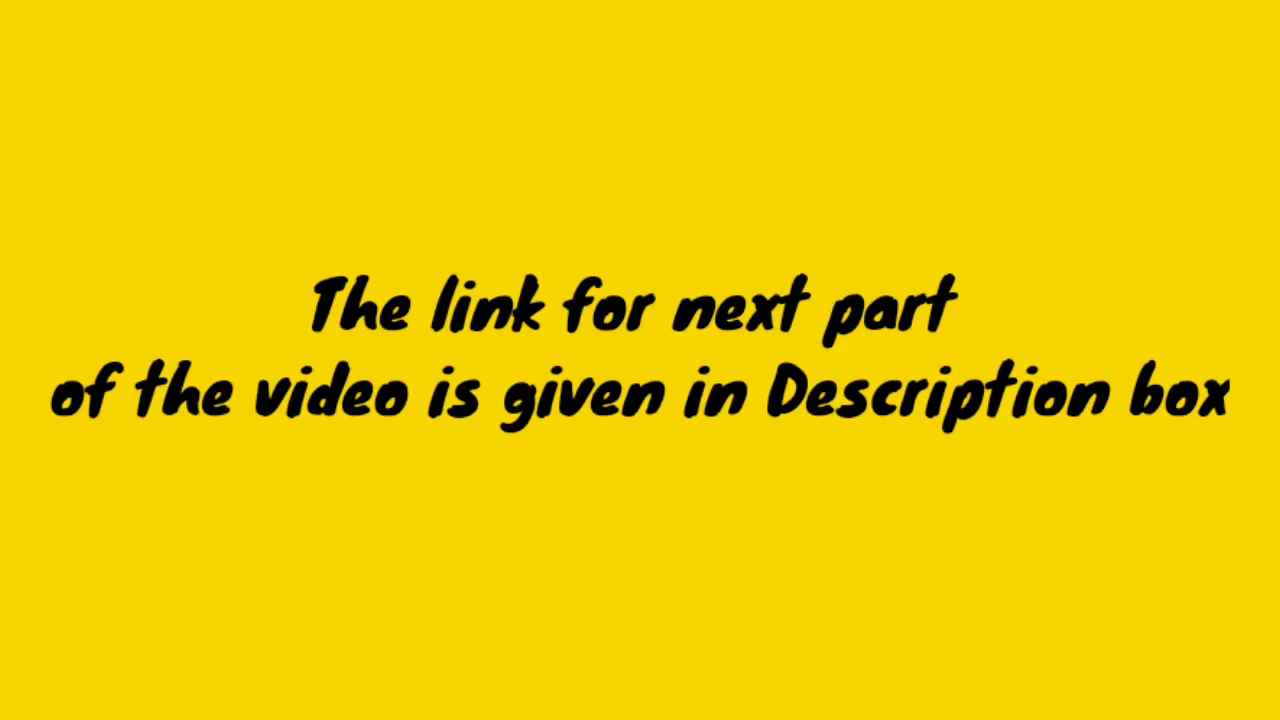 The link for next part
of the video is given in Description box